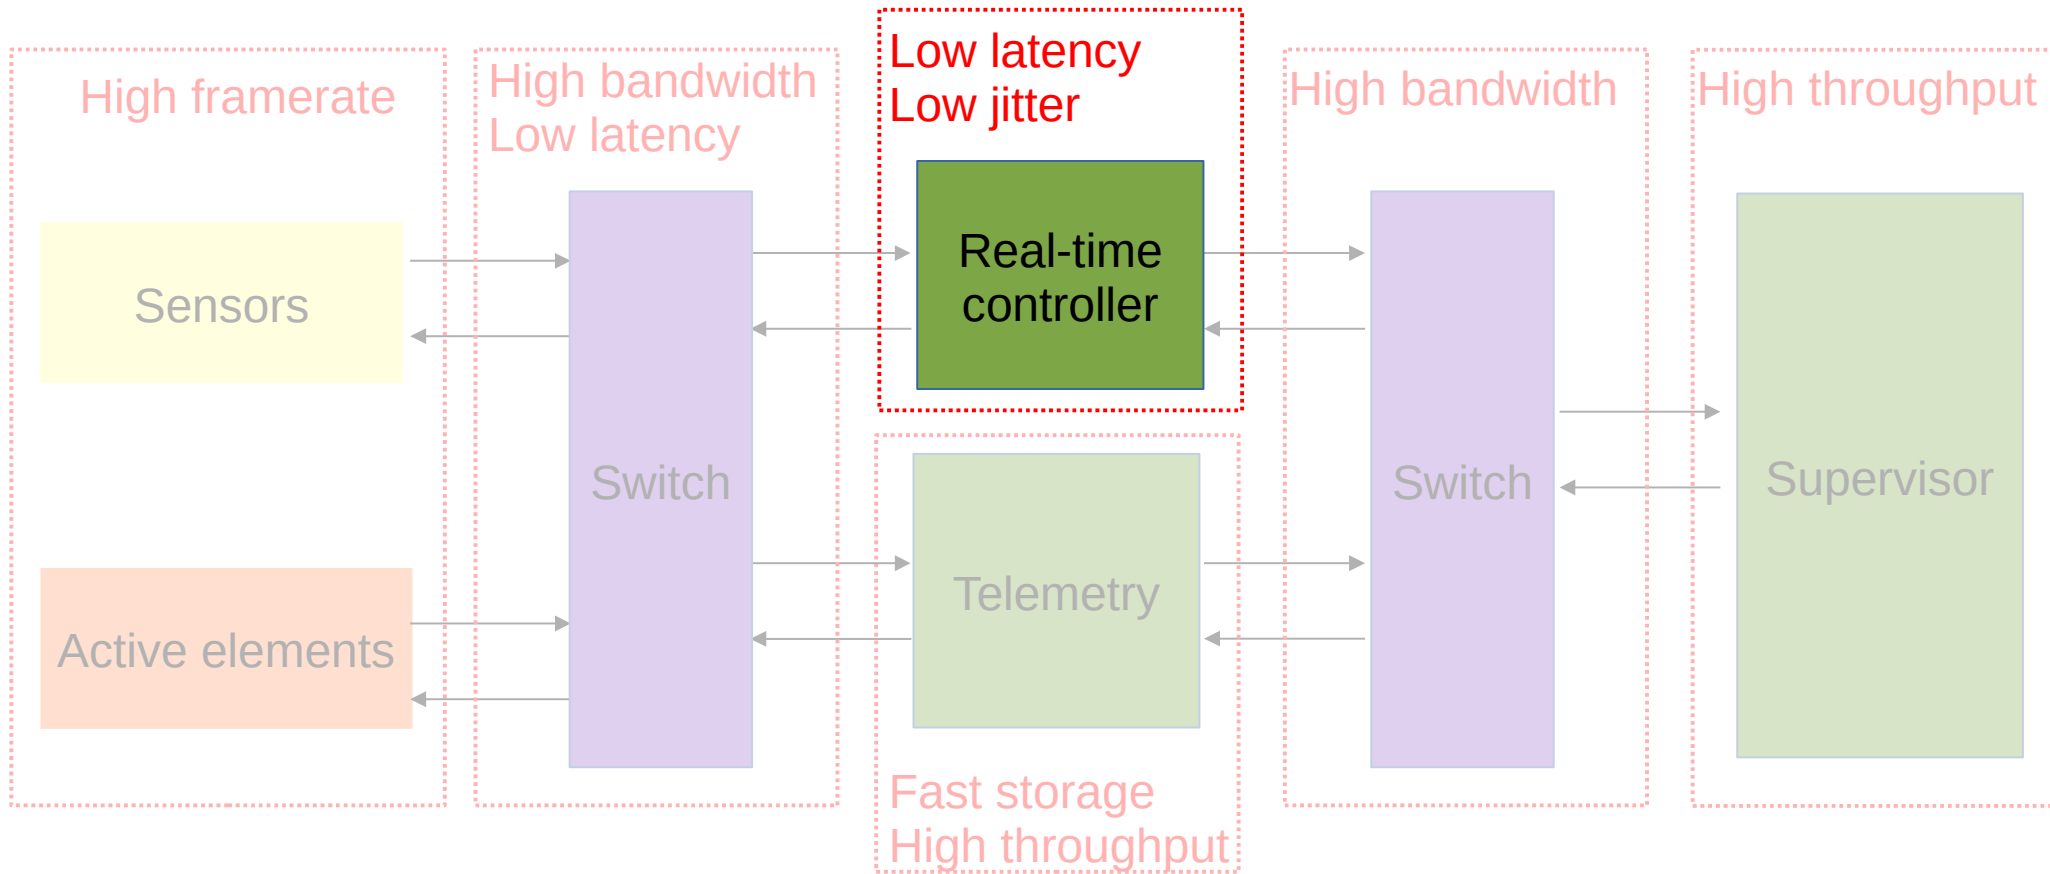 High framerate
High bandwidth
Low latency
Low latency
Low jitter
High bandwidth
High throughput
Sensors
Active elements
Switch
Real-time
controller
Telemetry
Fast storage
High throughput
Switch
Supervisor